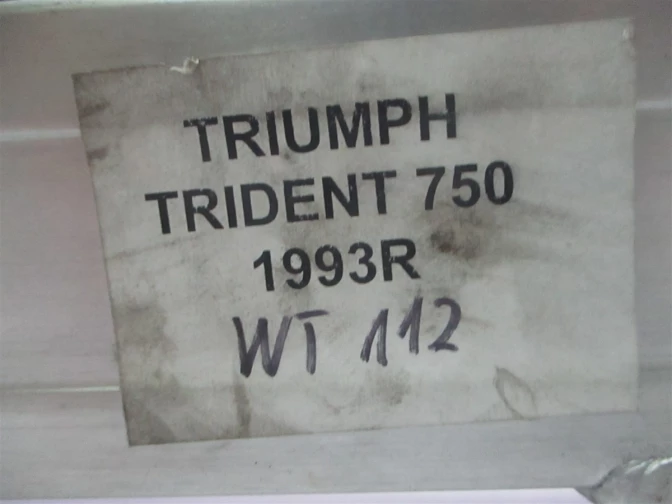 TRIUMPH
TRIDENT 750
1993R
WT 112